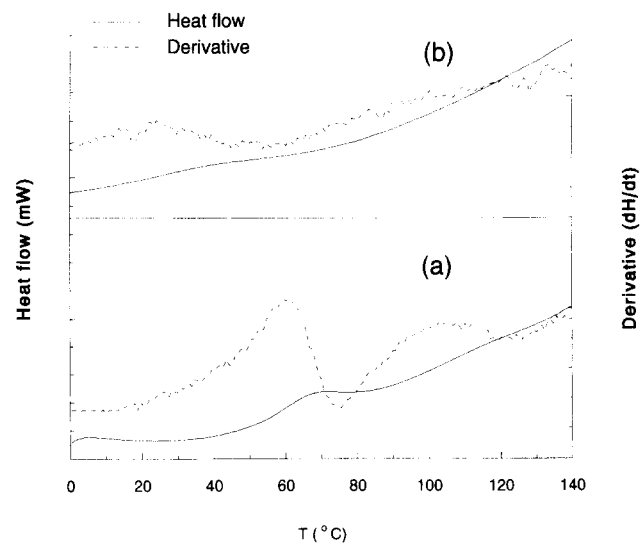 Heat flow
Derivative
(b)
(a)
Heat flow (mW)
Derivative (dH/dt)
0 20 40 60 80 100 120 140
T (°C)